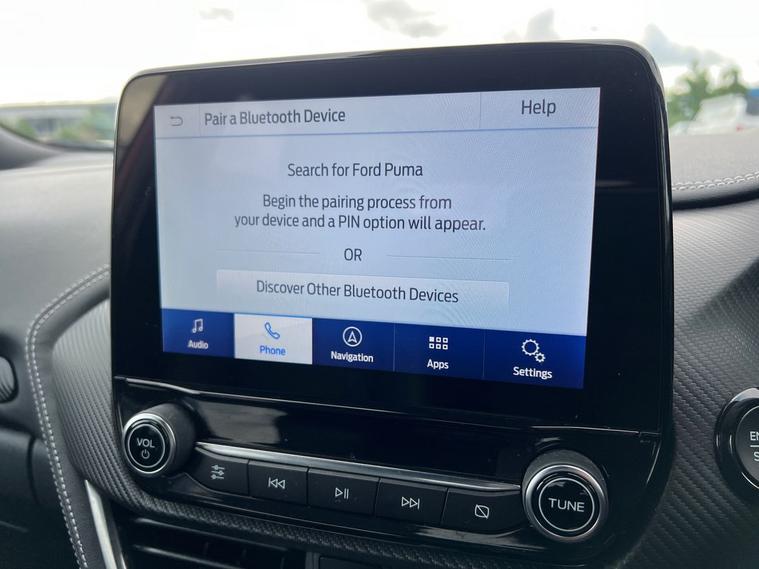 Pair a Bluetooth Device
Help
Search for Ford Puma
Begin the pairing process from
your device and a PIN option will appear.
OR
Discover Other Bluetooth Devices
Audio
Phone
Navigation
Apps
Settings
VOL
TUNE